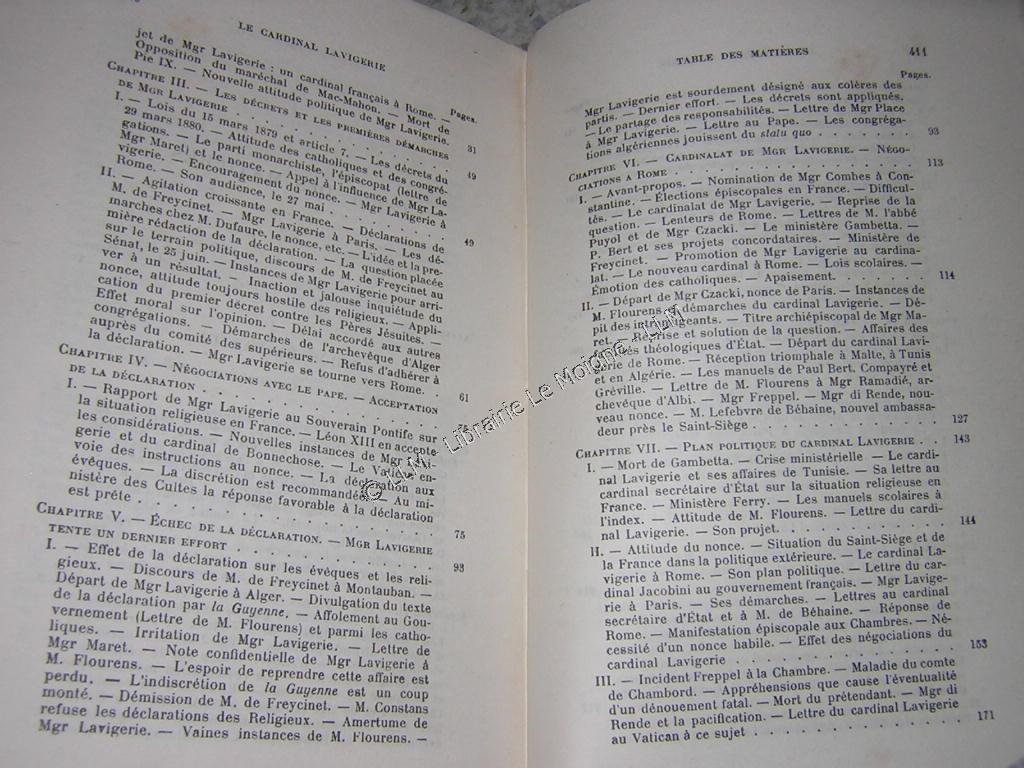 LE CARDINAL LAVIGERIE
Pages.
jet de Mgr Lavigerie : un cardinal français à Rome. —
Opposition du maréchal de Mac-Mahon. — Mort de
Pie IX. — Nouvelle attitude politique de Mgr Lavigerie. 31
CHAPITRE III. — LES DÉCRETS ET LES PREMIÈRES DÉMARCHES
DE MGR LAVIGERIE . . . . . . . . . . . 49
I. — Lois du 15 mars 1879 et article 7. — Les décrets du
29 mars 1880. — Attitude des catholiques et des congré-
gations. — Le parti monarchiste, l'épiscopat (lettre de
Mgr Maret) et le nonce. — Appel à l'influence de Mgr La-
vigerie. — Encouragement du nonce. — Mgr Lavigerie à
Rome. — Son audience, le 27 mai . . . . . . . 49
II. — Agitation croissante en France. — Déclarations de
M. de Freycinet. — Mgr Lavigerie à Paris. — Les dé-
marches chez M. Dufaure, le nonce, etc. — L'idée et la pre-
mière rédaction de la déclaration. — La question placée
sur le terrain politique, discours de M. de Freycinet au
Sénat, le 25 juin. — Instances de Mgr Lavigerie pour arri-
ver à un résultat. — Inaction et jalouse inquiétude du
nonce, attitude toujours hostile des religieux. — Appli-
cation du premier décret contre les Pères Jésuites. —
Effet moral sur l'opinion. — Délai accordé aux autres
congrégations. — Démarches de l'archevêque d'Alger
auprès du comité des supérieurs. — Refus d'adhérer à
la déclaration. — Mgr Lavigerie se tourne vers Rome. . 61
CHAPITRE IV. — NÉGOCIATIONS AVEC LE PAPE. — ACCEPTATION
DE LA DÉCLARATION . . . . . . . . . . .
I. — Rapport de Mgr Lavigerie au Souverain Pontife sur
la situation religieuse en France. — Léon XIII en accepte
les considérations. — Nouvelles instances de Mgr
gerie et du cardinal de Bonnechose. — Le Vatican en-
voie des instructions au nonce. — La déclaration aux
évêques. — La discrétion est recommandée. — Au mi-
nistère des Cultes la réponse favorable à la déclaration
est prête . . . . . . . . . . . . . . 75
CHAPITRE V. — ÉCHEC DE LA DÉCLARATION. — MGR LAVIGERIE
TENTE UN DERNIER EFFORT . . . . . . . . . 93
I. — Effet de la déclaration sur les évêques et les reli-
gieux. — Discours de M. de Freycinet à Montauban. —
Départ de Mgr Lavigerie à Alger. — Divulgation du texte
de la déclaration par la Guyenne. — Affolement au Gou-
vernement (Lettre de M. Flourens) et parmi les catho-
liques. — Irritation de Mgr Lavigerie. — Lettre de
Mgr Maret. — Note confidentielle de Mgr Lavigerie à
M. Flourens. — L'espoir de reprendre cette affaire est
perdu. — L'indiscrétion de la Guyenne est un coup
monté. — Démission de M. de Freycinet. — M. Constans
refuse les déclarations des Religieux. — Amertume de
Mgr Lavigerie. — Vaines instances de M. Flourens. —
TABLE DES MATIÈRES 411
Pages.
Mgr Lavigerie est sourdement désigné aux colères des
partis. — Dernier effort. — Les décrets sont appliqués.
— Le partage des responsabilités. — Lettre de Mgr Place
à Mgr Lavigerie. — Lettre au Pape. — Les congréga-
tions algériennes jouissent du statu quo . . . . . . . 93
CHAPITRE VI. — CARDINALAT DE MGR LAVIGERIE. — NÉGO-
CIATIONS A ROME . . . . . . . . . . . . . 113
I. — Avant-propos. — Nomination de Mgr Combes à Con-
stantine. — Élections épiscopales en France. — Difficul-
tés. — Le cardinalat de Mgr Lavigerie. — Reprise de la
question. — Lenteurs de Rome. — Lettres de M. l'abbé
Puyol et de Mgr Czacki. — Le ministère Gambetta. —
P. Bert et ses projets concordataires. — Ministère de
Freycinet. — Promotion de Mgr Lavigerie au cardina-
lat. — Le nouveau cardinal à Rome. — Lois scolaires. —
Émotion des catholiques. — Apaisement. . . . . . . 114
II. — Départ de Mgr Czacki, nonce de Paris. — Instances de
M. Flourens et démarches du cardinal Lavigerie. — Dé-
pit des intransigeants. — Titre archiépiscopal de Mgr Ma-
ret. — Reprise et solution de la question. — Affaires des
théologiques d'État. — Départ du cardinal Lavi-
gerie de Rome. — Réception triomphale à Malte, à Tunis
et en Algérie. — Les manuels de Paul Bert, Compayré et
Gréville. — Lettre de M. Flourens à Mgr Ramadié, ar-
chevêque d'Albi. — Mgr Freppel. — Mgr di Rende, nou-
veau nonce. — M. Lefebvre de Béhaine, nouvel ambassa-
deur près le Saint-Siège . . . . . . . . . . . 127
CHAPITRE VII. — PLAN POLITIQUE DU CARDINAL LAVIGERIE . . 143
I. — Mort de Gambetta. — Crise ministérielle — Le cardi-
nal Lavigerie et ses affaires de Tunisie. — Sa lettre au
cardinal secrétaire d'État sur la situation religieuse en
France. — Ministère Ferry. — Les manuels scolaires à
l'index. — Attitude de M. Flourens. — Lettre du cardi-
nal Lavigerie. — Son projet. . . . . . . . . . 144
II. — Attitude du nonce. — Situation du Saint-Siège et de
la France dans la politique extérieure. — Le cardinal La-
vigerie à Rome. — Son plan politique. — Lettre du car-
dinal Jacobini au gouvernement français. — Mgr Lavige-
rie à Paris. — Ses démarches. — Lettres au cardinal
secrétaire d'État et à M. de Béhaine. — Réponse de
Rome. — Manifestation épiscopale aux Chambres. — Né-
cessité d'un nonce habile. — Effet des négociations du
cardinal Lavigerie . . . . . . . . . . . . . 153
III. — Incident Freppel à la Chambre. — Maladie du comte
de Chambord. — Appréhensions que cause l'éventualité
d'un dénouement fatal. — Mort du prétendant. — Mgr di
Rende et la pacification. — Lettre du cardinal Lavigerie
au Vatican à ce sujet . . . . . . . . . . . . 171
© LLM - Librairie Le Moigne - LLM